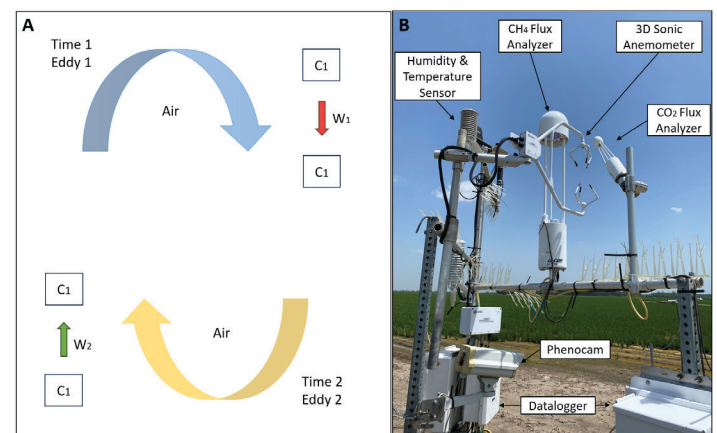 A
Time 1
Eddy 1
Air
C1
W1
C1
C1
W2
C1
Air
Time 2
Eddy 2
B
CH4 Flux
Analyzer
3D Sonic
Anemometer
Humidity &
Temperature
Sensor
CO2 Flux
Analyzer
Phenocam
Datalogger